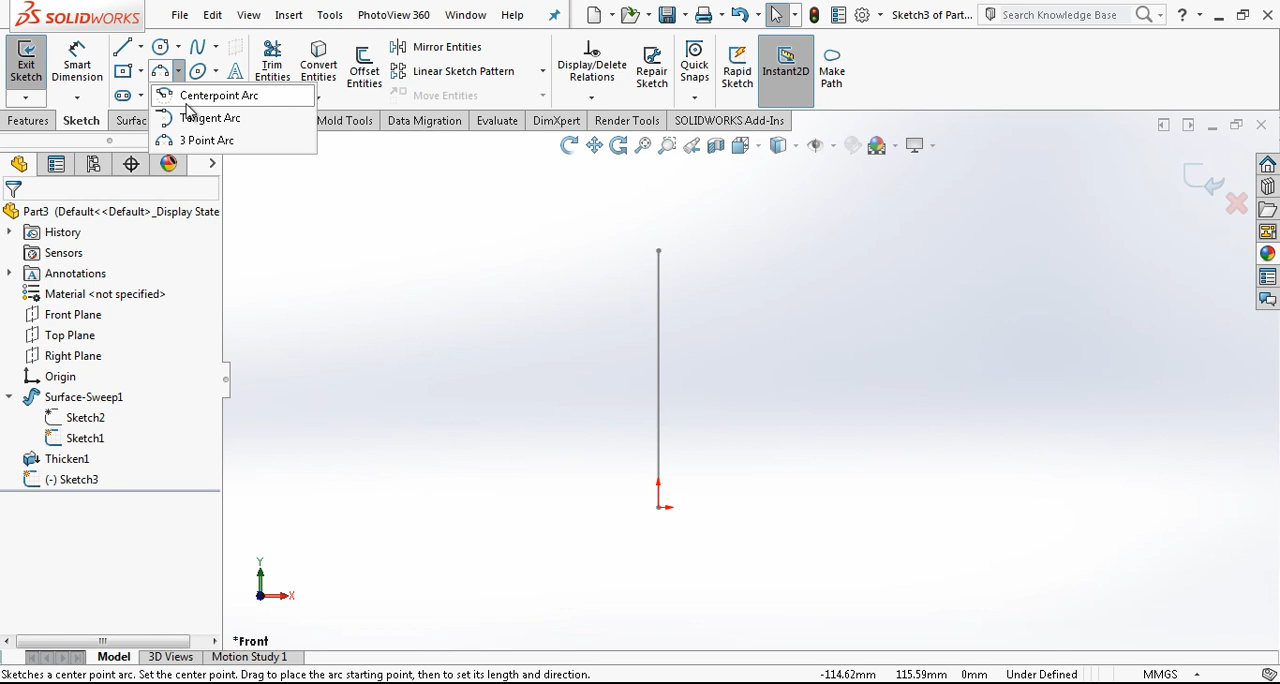 SOLIDWORKS File Edit View Insert Tools PhotoView 360 Window Help Sketch3 of Part... Search Knowledge Base ?
Exit Sketch
Smart Dimension
Trim Entities
Convert Entities
Offset Entities
Mirror Entities
Linear Sketch Pattern
Move Entities
Display/Delete Relations
Repair Sketch
Quick Snaps
Rapid Sketch
Instant2D
Make Path
Centerpoint Arc
Tangent Arc
3 Point Arc
Features Sketch Surfac Mold Tools Data Migration Evaluate DimXpert Render Tools SOLIDWORKS Add-Ins
Part3 (Default<<Default>_Display State
History
Sensors
Annotations
Material <not specified>
Front Plane
Top Plane
Right Plane
Origin
Surface-Sweep1
Sketch2
Sketch1
Thicken1
(-) Sketch3
Y
X
*Front
Model 3D Views Motion Study 1
Sketches a center point arc. Set the center point. Drag to place the arc starting point, then to set its length and direction. -114.62mm 115.59mm 0mm Under Defined MMGS